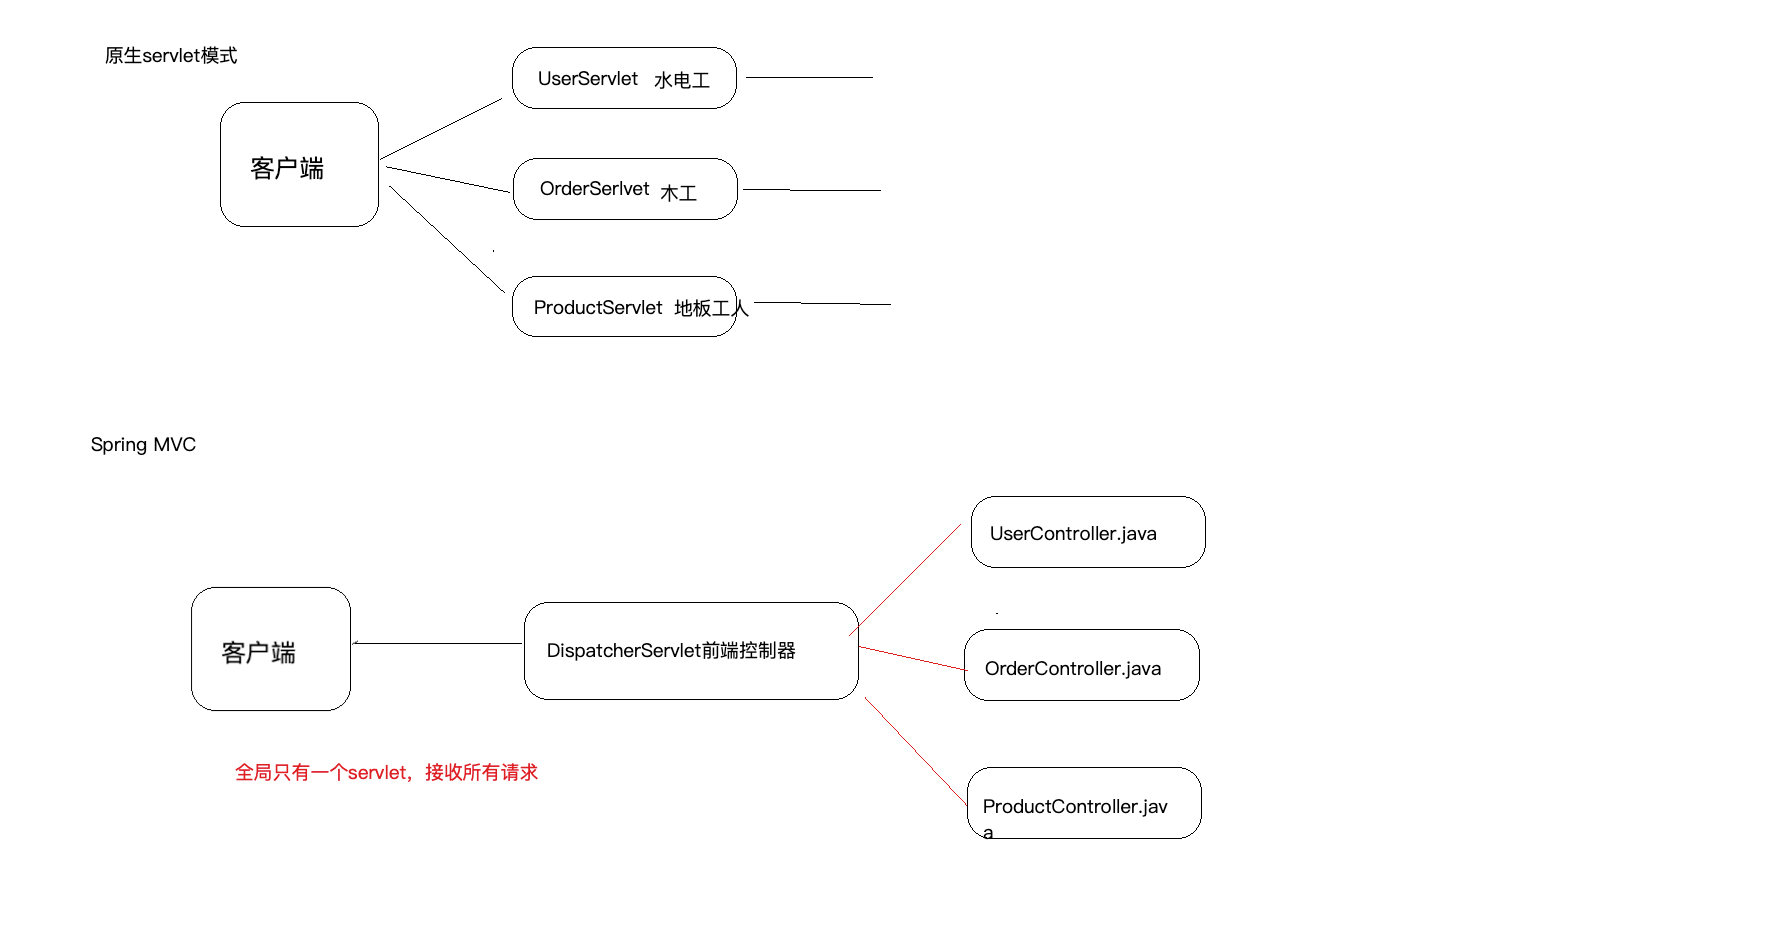 原生servlet模式
UserServlet 水电工
客户端
OrderSerlvet 木工
ProductServlet 地板工人
Spring MVC
UserController.java
客户端
DispatcherServlet前端控制器
OrderController.java
全局只有一个servlet，接收所有请求
ProductController.jav
a